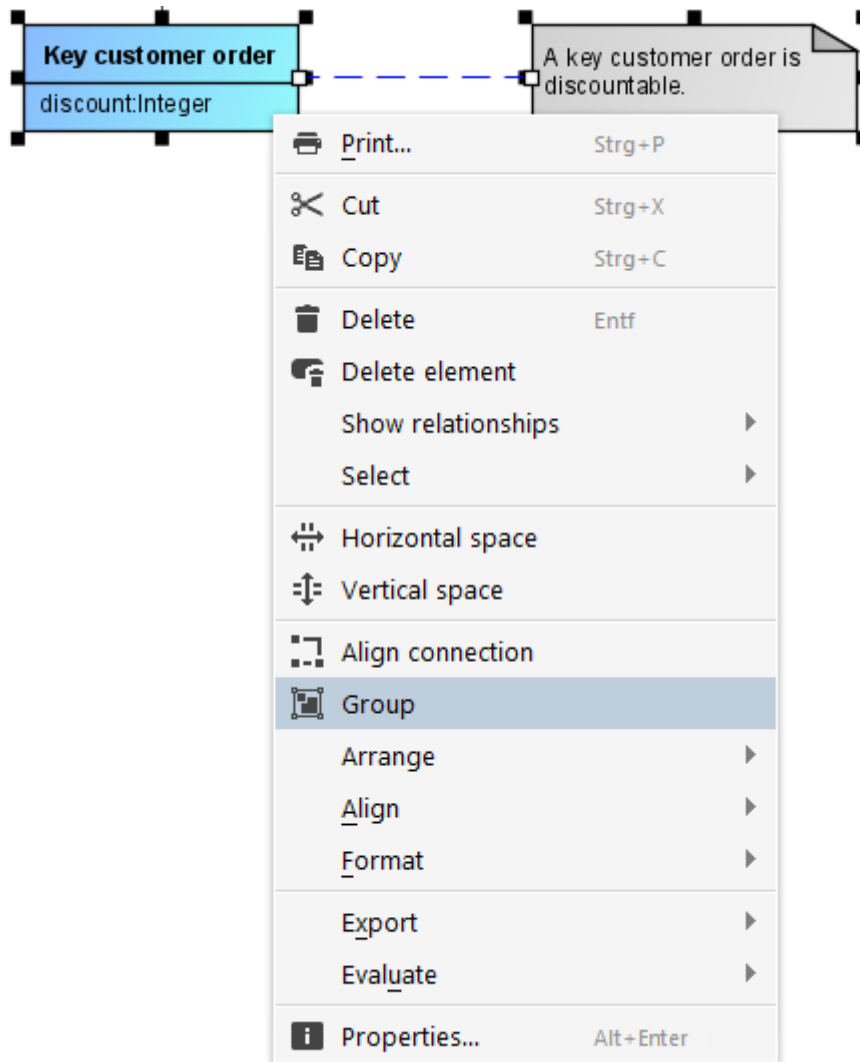 Key customer order
discount:Integer
A key customer order is
discountable.
Print... Strg+P
Cut Strg+X
Copy Strg+C
Delete Entf
Delete element
Show relationships
Select
Horizontal space
Vertical space
Align connection
Group
Arrange
Align
Format
Export
Evaluate
Properties... Alt+Enter